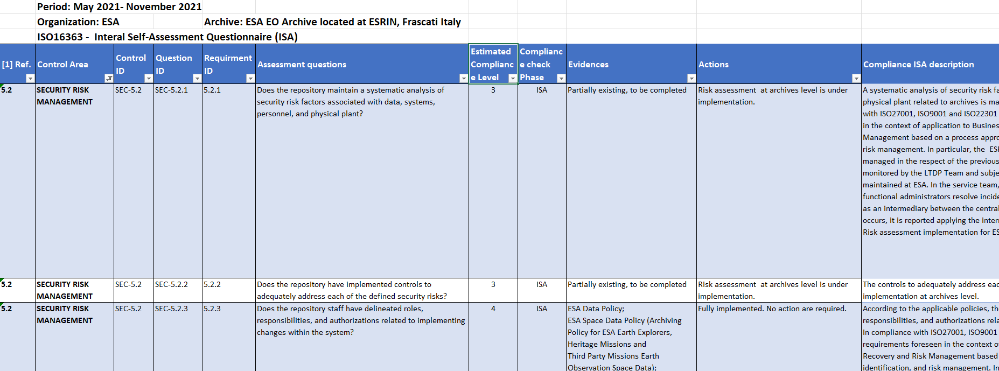 Period: May 2021- November 2021
Organization: ESA
Archive: ESA EO Archive located at ESRIN, Frascati Italy
ISO16363 -  Interal Self-Assessment Questionnaire (ISA)
[1] Ref.
Control Area
Control
ID
Question
ID
Requirment
ID
Assessment questions
Estimated
Complianc
e Level
Complianc
e check
Phase
Evidences
Actions
Compliance ISA description
5.2
SECURITY RISK
MANAGEMENT
SEC-5.2
SEC-5.2.1
5.2.1
Does the repository maintain a systematic analysis of
security risk factors associated with data, systems,
personnel, and physical plant?
3
ISA
Partially existing, to be completed
Risk assessment  at archives level is under
implementation.
A systematic analysis of security risk fa
physical plant related to archives is ma
with ISO27001, ISO9001 and ISO22301
in the context of application to Busines
Management based on a process appro
risk management. In particular, the  ESI
managed in the respect of the previous
monitored by the LTDP Team and subje
maintained at ESA. In the service team,
functional administrators resolve incide
as an intermediary between the central
occurs, it is reported applying the inter
Risk assessment implementation for ES
5.2
SECURITY RISK
MANAGEMENT
SEC-5.2
SEC-5.2.2
5.2.2
Does the repository have implemented controls to
adequately address each of the defined security risks?
3
ISA
Partially existing, to be completed
Risk assessment  at archives level is under
implementation.
The controls to adequately address eac
implementation at archives level.
5.2
SECURITY RISK
MANAGEMENT
SEC-5.2
SEC-5.2.3
5.2.3
Does the repository staff have delineated roles,
responsibilities, and authorizations related to implementing
changes within the system?
4
ISA
ESA Data Policy;
ESA Space Data Policy (Archiving
Policy for ESA Earth Explorers,
Heritage Missions and
Third Party Missions Earth
Observation Space Data);
Fully implemented. No action are required.
According to the applicable policies, th
responsibilities, and authorizations rela
In compliance with ISO27001, ISO9001
requirements foreseen in the context o
Recovery and Risk Management based
identification, and risk management. In